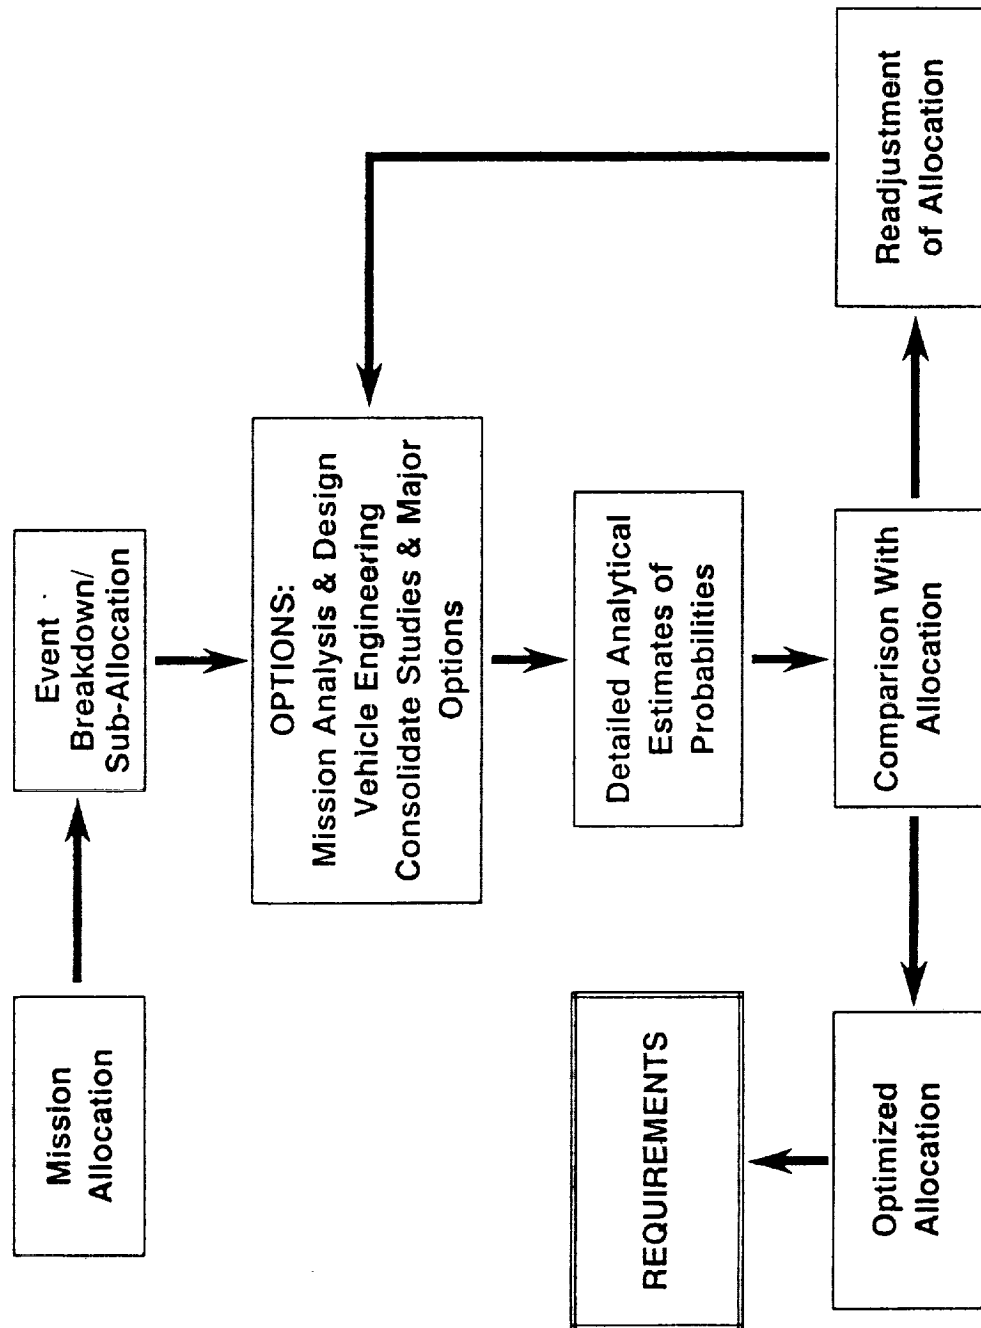 Mission
Allocation
Event
Breakdown/
Sub-Allocation
OPTIONS:
Mission Analysis & Design
Vehicle Engineering
Consolidate Studies & Major
Options
Detailed Analytical
Estimates of
Probabilities
Comparison With
Allocation
Readjustment
of Allocation
Optimized
Allocation
REQUIREMENTS